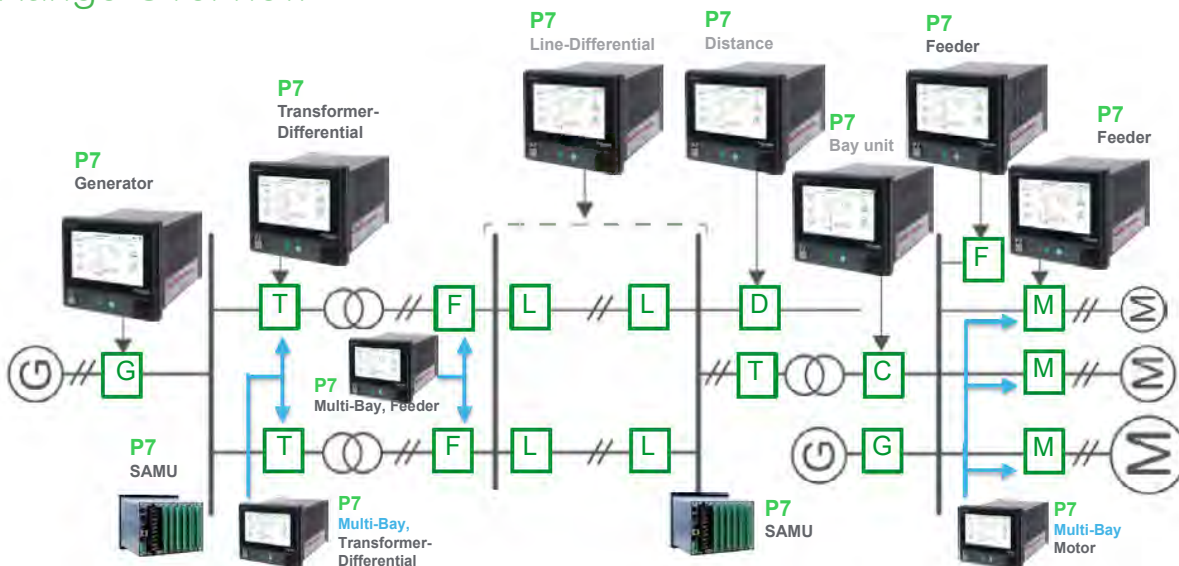 P7
Line-Differential
P7
Distance
P7
Feeder
P7
Transformer-
Differential
P7
Bay unit
P7
Feeder
P7
Generator
F
T
F
L
L
D
M
M
G
G
P7
Multi-Bay, Feeder
T
C
M
M
T
F
L
L
G
G
M
M
P7
SAMU
P7
Multi-Bay,
Transformer-
Differential
P7
SAMU
P7
Multi-Bay
Motor